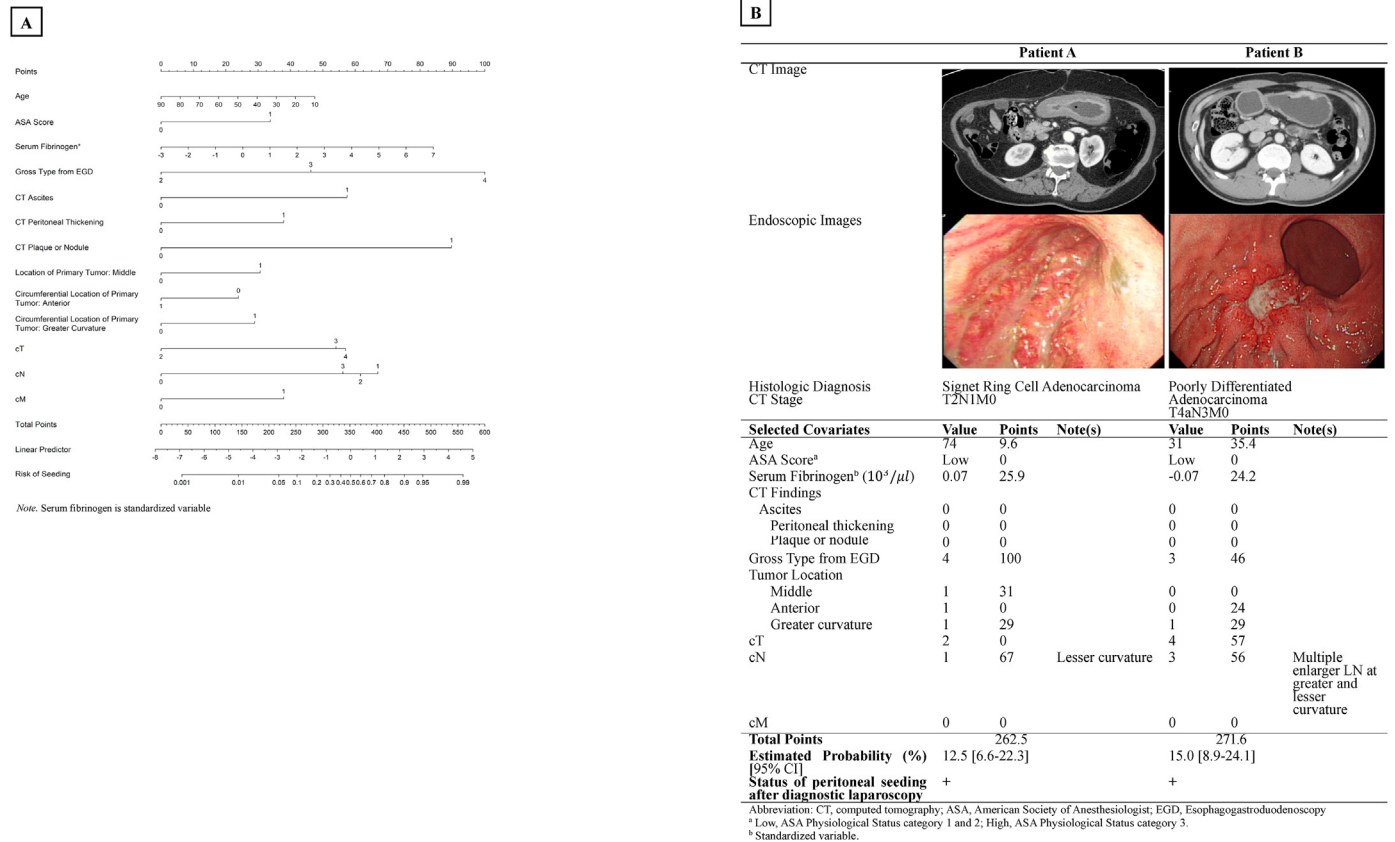 A
Points
0 10 20 30 40 50 60 70 80 90 100
Age
90 80 70 60 50 40 30 20 10
ASA Score
1
0
Serum Fibrinogen*
-3 -2 -1 0 1 2 3 4 5 6 7
Gross Type from EGD
3
2 4
CT Ascites
1
0
CT Peritoneal Thickening
1
0
CT Plaque or Nodule
1
0
Location of Primary Tumor: Middle
1
0
Circumferential Location of Primary
Tumor: Anterior
0
1
Circumferential Location of Primary
Tumor: Greater Curvature
1
0
cT
3
2 4
cN
3 1
0 2
cM
1
0
Total Points
0 50 100 150 200 250 300 350 400 450 500 550 600
Linear Predictor
-8 -7 -6 -5 -4 -3 -2 -1 0 1 2 3 4 5
Risk of Seeding
0.001 0.01 0.05 0.1 0.2 0.3 0.4 0.5 0.6 0.7 0.8 0.9 0.95 0.99
Note. Serum fibrinogen is standardized variable
B
Patient A Patient B
CT Image
Endoscopic Images
Histologic Diagnosis Signet Ring Cell Adenocarcinoma Poorly Differentiated
Adenocarcinoma
CT Stage T2N1M0 T4aN3M0
Selected Covariates Value Points Note(s) Value Points Note(s)
Age 74 9.6 31 35.4
ASA Scoreᵃ Low 0 Low 0
Serum Fibrinogenᵇ (10³/μl) 0.07 25.9 -0.07 24.2
CT Findings
Ascites 0 0 0 0
Peritoneal thickening 0 0 0 0
Plaque or nodule 0 0 0 0
Gross Type from EGD 4 100 3 46
Tumor Location
Middle 1 31 0 0
Anterior 1 0 0 24
Greater curvature 1 29 1 29
cT 2 0 4 57
cN 1 67 Lesser curvature 3 56 Multiple
enlarger LN at
greater and
lesser
curvature
cM 0 0 0 0
Total Points 262.5 271.6
Estimated Probability (%) 12.5 [6.6-22.3] 15.0 [8.9-24.1]
[95% CI]
Status of peritoneal seeding + +
after diagnostic laparoscopy
Abbreviation: CT, computed tomography; ASA, American Society of Anesthesiologist; EGD, Esophagogastroduodenoscopy
ᵃ Low, ASA Physiological Status category 1 and 2; High, ASA Physiological Status category 3.
ᵇ Standardized variable.